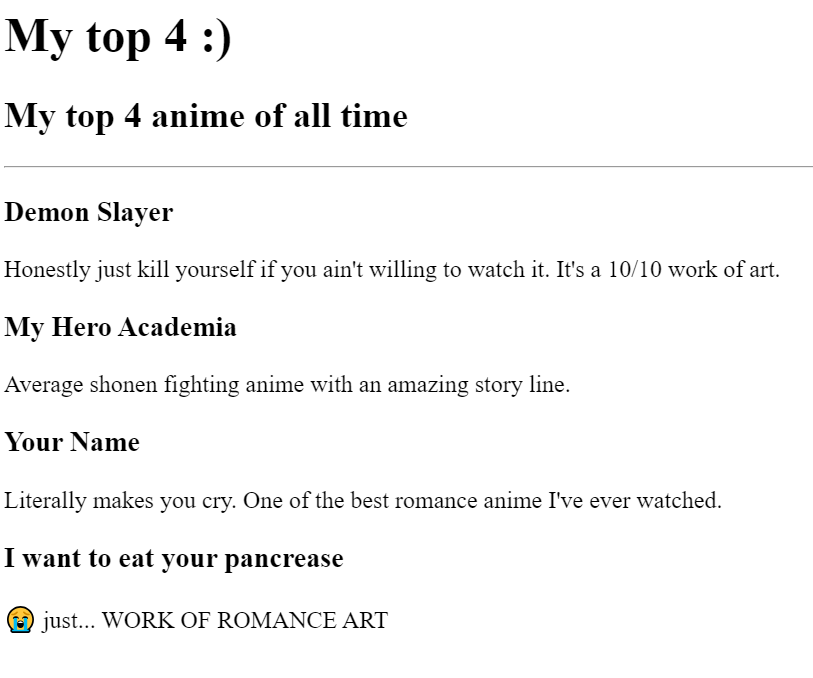 My top 4 :)
My top 4 anime of all time
Demon Slayer
Honestly just kill yourself if you ain't willing to watch it. It's a 10/10 work of art.
My Hero Academia
Average shonen fighting anime with an amazing story line.
Your Name
Literally makes you cry. One of the best romance anime I've ever watched.
I want to eat your pancrease
😭 just... WORK OF ROMANCE ART